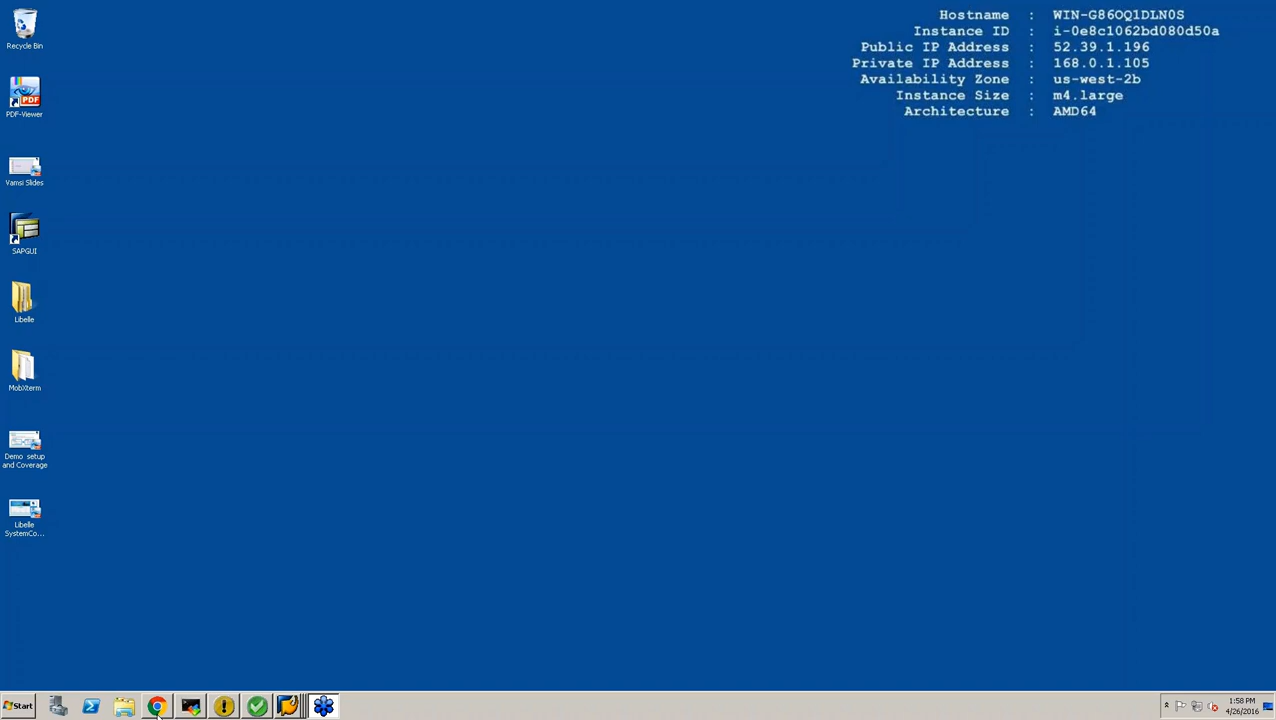 Hostname : WIN-G86OQ1DLN0S
Instance ID : i-0e8c1062bd080d50a
Public IP Address : 52.39.1.196
Private IP Address : 168.0.1.105
Availability Zone : us-west-2b
Instance Size : m4.large
Architecture : AMD64
Recycle Bin
PDF
PDF-Viewer
Vamsi Slides
SAPGUI
Libelle
MobXterm
Demo setup
and Coverage
Libelle
SystemCo...
Start
1:58 PM
4/26/2016